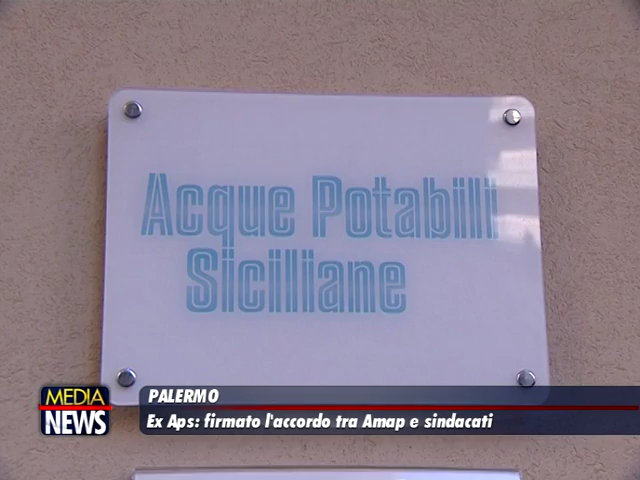 Acque Potabili
Siciliane
MEDIA
NEWS
PALERMO
Ex Aps: firmato l'accordo tra Amap e sindacati